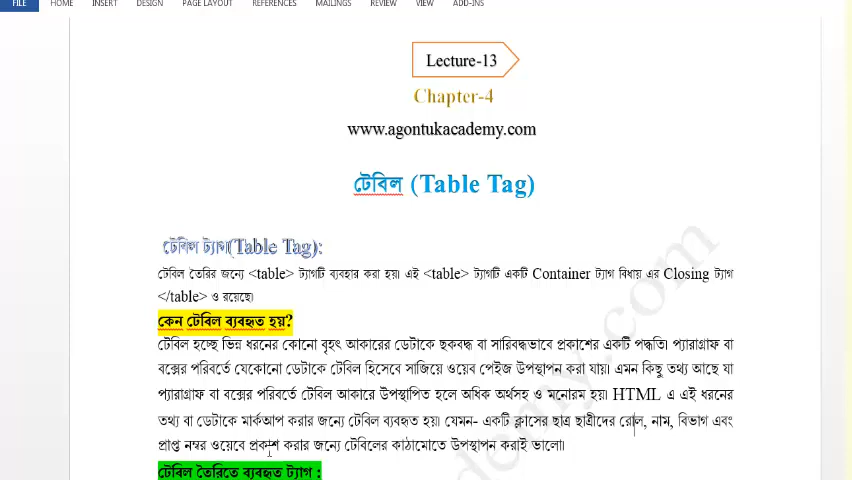 FILE HOME INSERT DESIGN PAGE LAYOUT REFERENCES MAILINGS REVIEW VIEW ADD-INS
Lecture-13
Chapter-4
www.agontukacademy.com
টেবিল (Table Tag)
টেবিল ট্যাগ(Table Tag):
টেবিল তৈরির জন্যে <table> ট্যাগটি ব্যবহার করা হয়। এই <table> ট্যাগটি একটি Container ট্যাগ বিধায় এর Closing ট্যাগ
</table> ও রয়েছে।
কেন টেবিল ব্যবহৃত হয়?
টেবিল হচ্ছে ভিন্ন ধরনের কোনো বৃহৎ আকারের ডেটাকে ছকবদ্ধ বা সারিবদ্ধভাবে প্রকাশের একটি পদ্ধতি। প্যারাগ্রাফ বা
বক্সের পরিবর্তে যেকোনো ডেটাকে টেবিল হিসেবে সাজিয়ে ওয়েব পেইজ উপস্থাপন করা যায়। এমন কিছু তথ্য আছে যা
প্যারাগ্রাফ বা বক্সের পরিবর্তে টেবিল আকারে উপস্থাপিত হলে অধিক অর্থসহ ও মনোরম হয়। HTML এ এই ধরনের
তথ্য বা ডেটাকে মার্কআপ করার জন্যে টেবিল ব্যবহৃত হয়। যেমন- একটি ক্লাসের ছাত্র ছাত্রীদের রোল, নাম, বিভাগ এবং
প্রাপ্ত নম্বর ওয়েবে প্রকাশ করার জন্যে টেবিলের কাঠামোতে উপস্থাপন করাই ভালো।
টেবিল তৈরিতে ব্যবহৃত ট্যাগ :